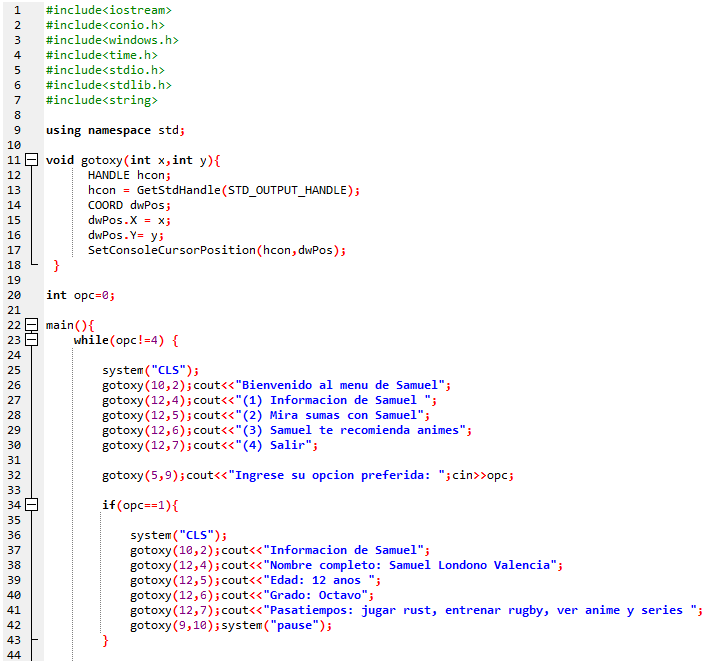 1 #include<iostream>
2 #include<conio.h>
3 #include<windows.h>
4 #include<time.h>
5 #include<stdio.h>
6 #include<stdlib.h>
7 #include<string>
8
9 using namespace std;
10
11 void gotoxy(int x,int y){
12 HANDLE hcon;
13 hcon = GetStdHandle(STD_OUTPUT_HANDLE);
14 COORD dwPos;
15 dwPos.X = x;
16 dwPos.Y= y;
17 SetConsoleCursorPosition(hcon,dwPos);
18 }
19
20 int opc=0;
21
22 main(){
23 while(opc!=4) {
24
25 system("CLS");
26 gotoxy(10,2);cout<<"Bienvenido al menu de Samuel";
27 gotoxy(12,4);cout<<"(1) Informacion de Samuel ";
28 gotoxy(12,5);cout<<"(2) Mira sumas con Samuel";
29 gotoxy(12,6);cout<<"(3) Samuel te recomienda animes";
30 gotoxy(12,7);cout<<"(4) Salir";
31
32 gotoxy(5,9);cout<<"Ingrese su opcion preferida: ";cin>>opc;
33
34 if(opc==1){
35
36 system("CLS");
37 gotoxy(10,2);cout<<"Informacion de Samuel";
38 gotoxy(12,4);cout<<"Nombre completo: Samuel Londono Valencia";
39 gotoxy(12,5);cout<<"Edad: 12 anos ";
40 gotoxy(12,6);cout<<"Grado: Octavo";
41 gotoxy(12,7);cout<<"Pasatiempos: jugar rust, entrenar rugby, ver anime y series ";
42 gotoxy(9,10);system("pause");
43 }
44